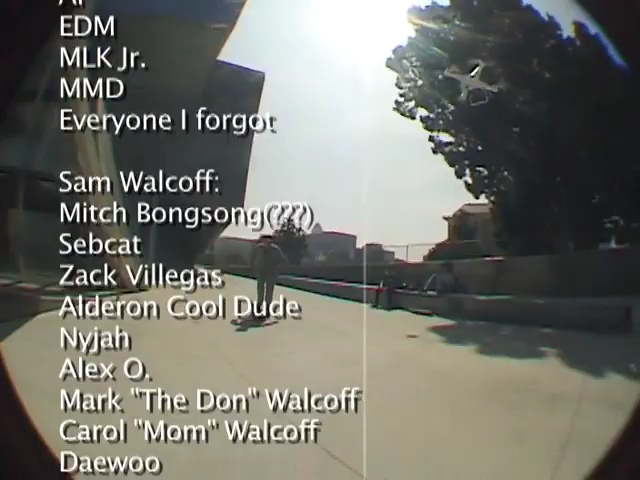 EDM
MLK Jr.
MMD
Everyone I forgot
Sam Walcoff:
Mitch Bongsong(???)
Sebcat
Zack Villegas
Alderon Cool Dude
Nyjah
Alex O.
Mark "The Don" Walcoff
Carol "Mom" Walcoff
Daewoo